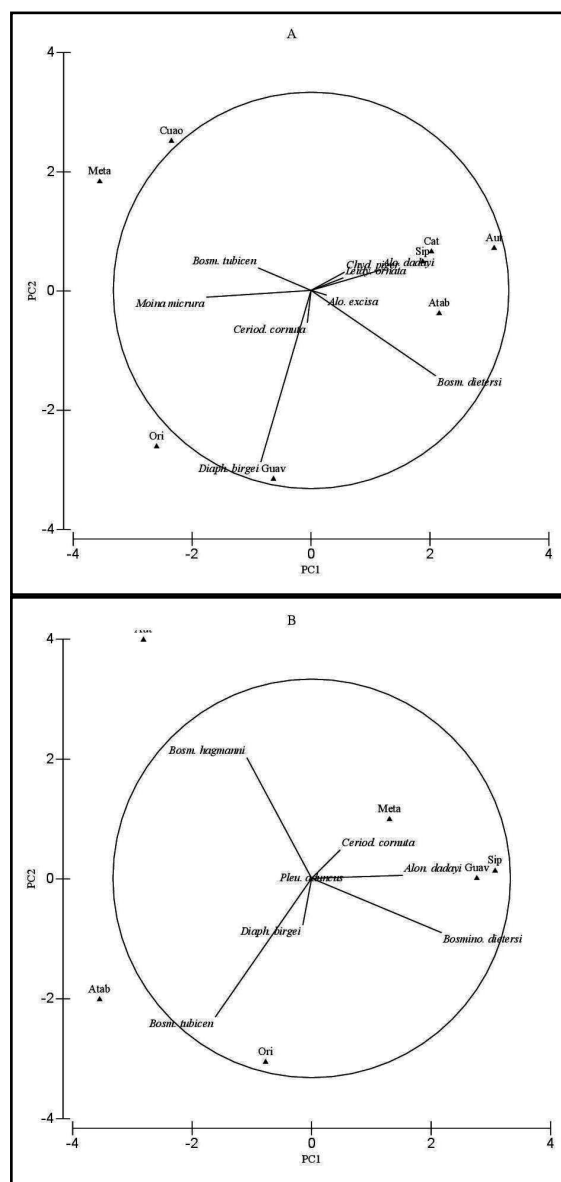 A
4
Cuao
Meta
2
Cat
Aur
Sip
Bosm. tubicen
Alo. dadayi
Leidy. ornata
PC2
0
Moina micrura
Alo. excisa
Atab
Ceriod. cornuta
Bosm. dietersi
-2
Ori
Diaph. birgei Guav
-4
-4 -2 0 2 4
PC1
B
4
Bosm. hagmanni
2
Meta
Ceriod. cornuta
Sip
Alon. dadayi Guav
PC2
0
Diaph. birgei
Bosmino. dietersi
Atab
-2
Bosm. tubicen
Ori
-4
-4 -2 0 2 4
PC1